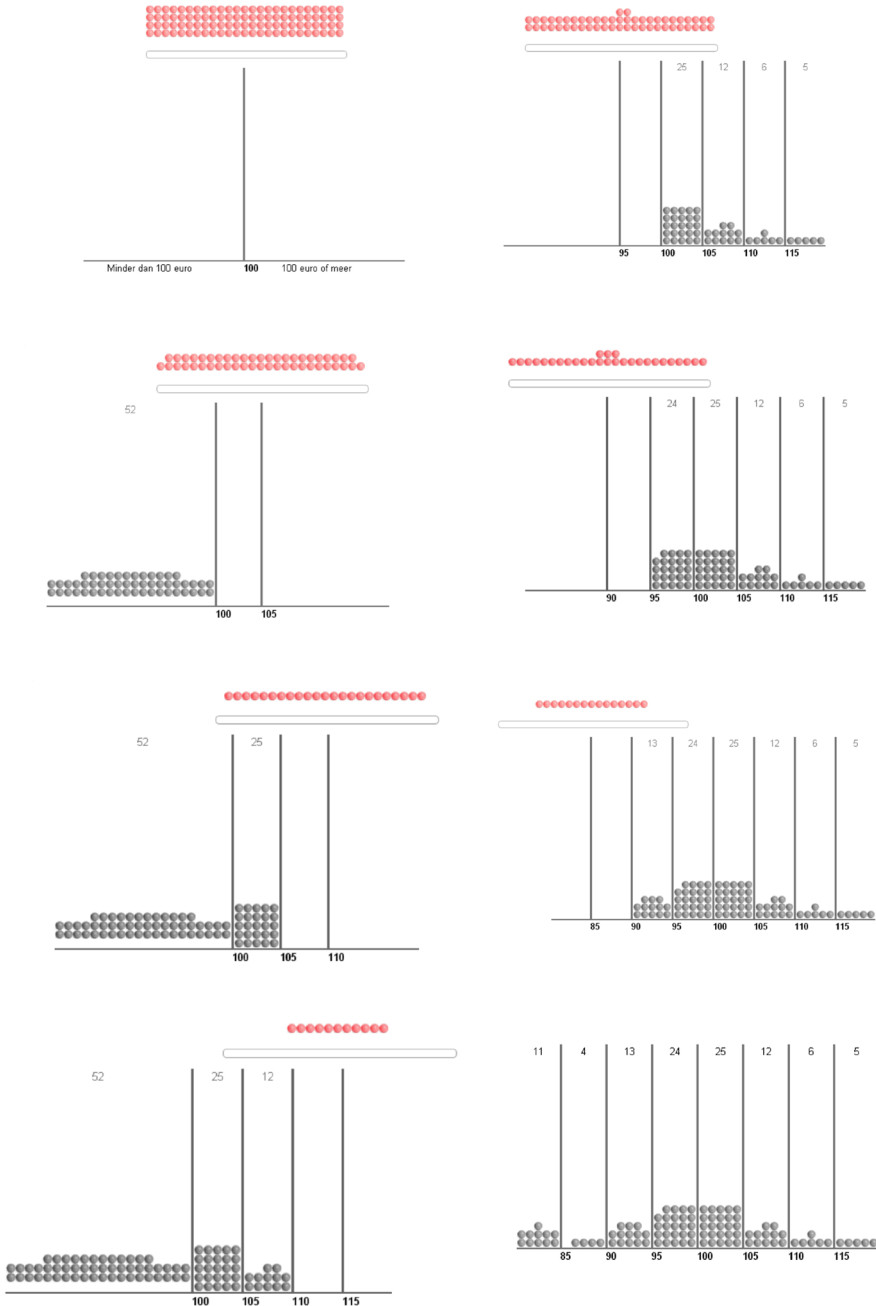 Minder dan 100 euro 100 100 euro of meer
52
100 105
52 25
100 105 110
52 25 12
100 105 110 115
25 12 6 5
95 100 105 110 115
24 25 12 6 5
90 95 100 105 110 115
13 24 25 12 6 5
85 90 95 100 105 110 115
11 4 13 24 25 12 6 5
85 90 95 100 105 110 115